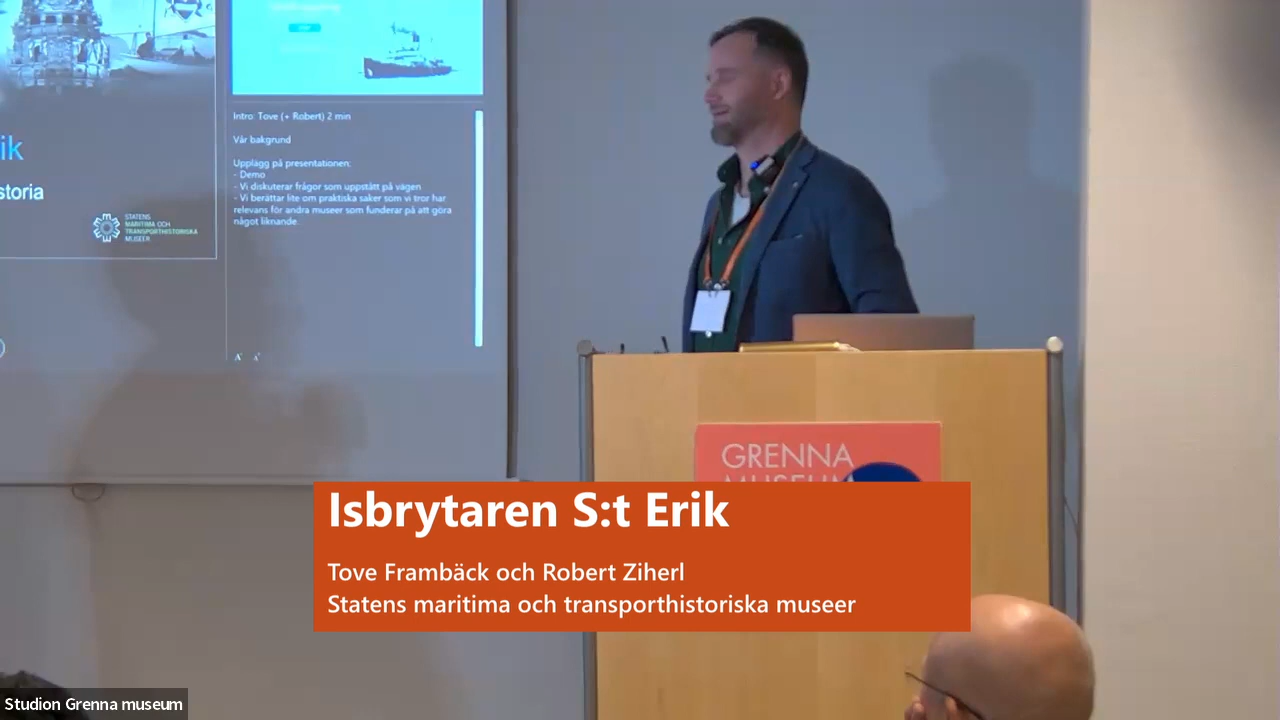 ik
storia
STATENS
MARITIMA OCH
TRANSPORTHISTORISKA
MUSEER
Intro: Tove (+ Robert) 2 min
Vår bakgrund
Upplägg på presentationen:
- Demo
- Vi diskuterar frågor som uppstått på vägen
- Vi berättar lite om praktiska saker som vi tror har
relevans för andra museer som funderar på att göra
något liknande.
GRENNA
MUSEUM
Isbrytaren S:t Erik
Tove Frambäck och Robert Ziherl
Statens maritima och transporthistoriska museer
Studion Grenna museum